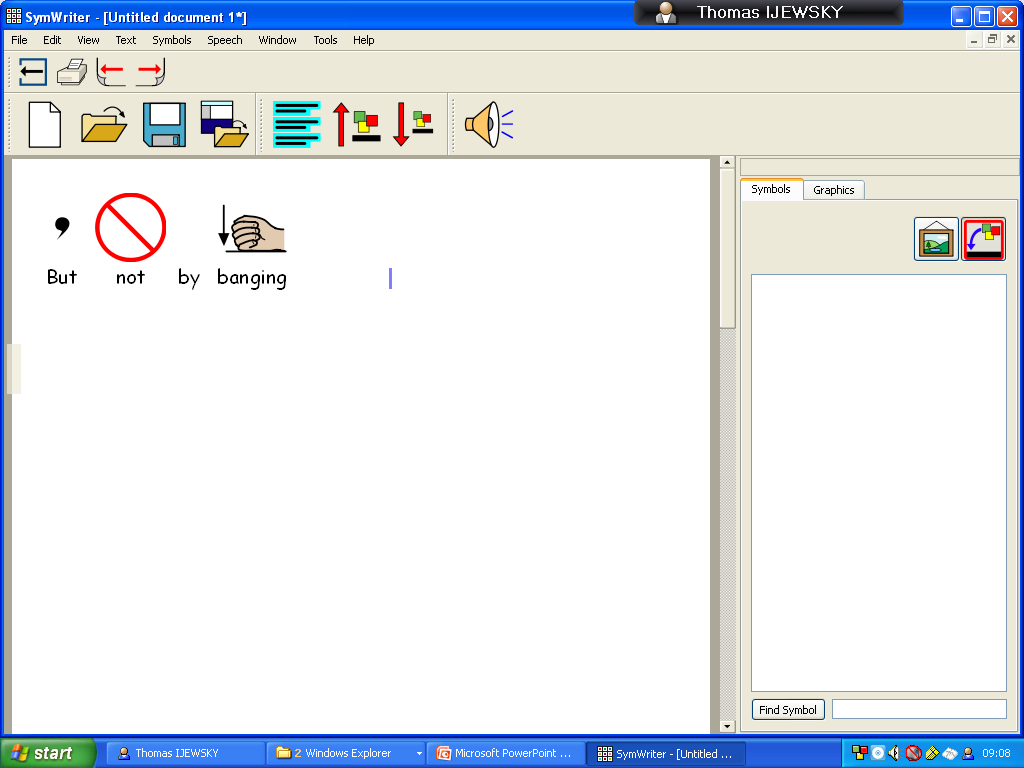 SymWriter - [Untitled document 1*]
Thomas IJEWSKY
File Edit View Text Symbols Speech Window Tools Help
Symbols Graphics
But not by banging
Find Symbol
start Thomas IJEWSKY 2 Windows Explorer Microsoft PowerPoint ... SymWriter - [Untitled ... 09:08